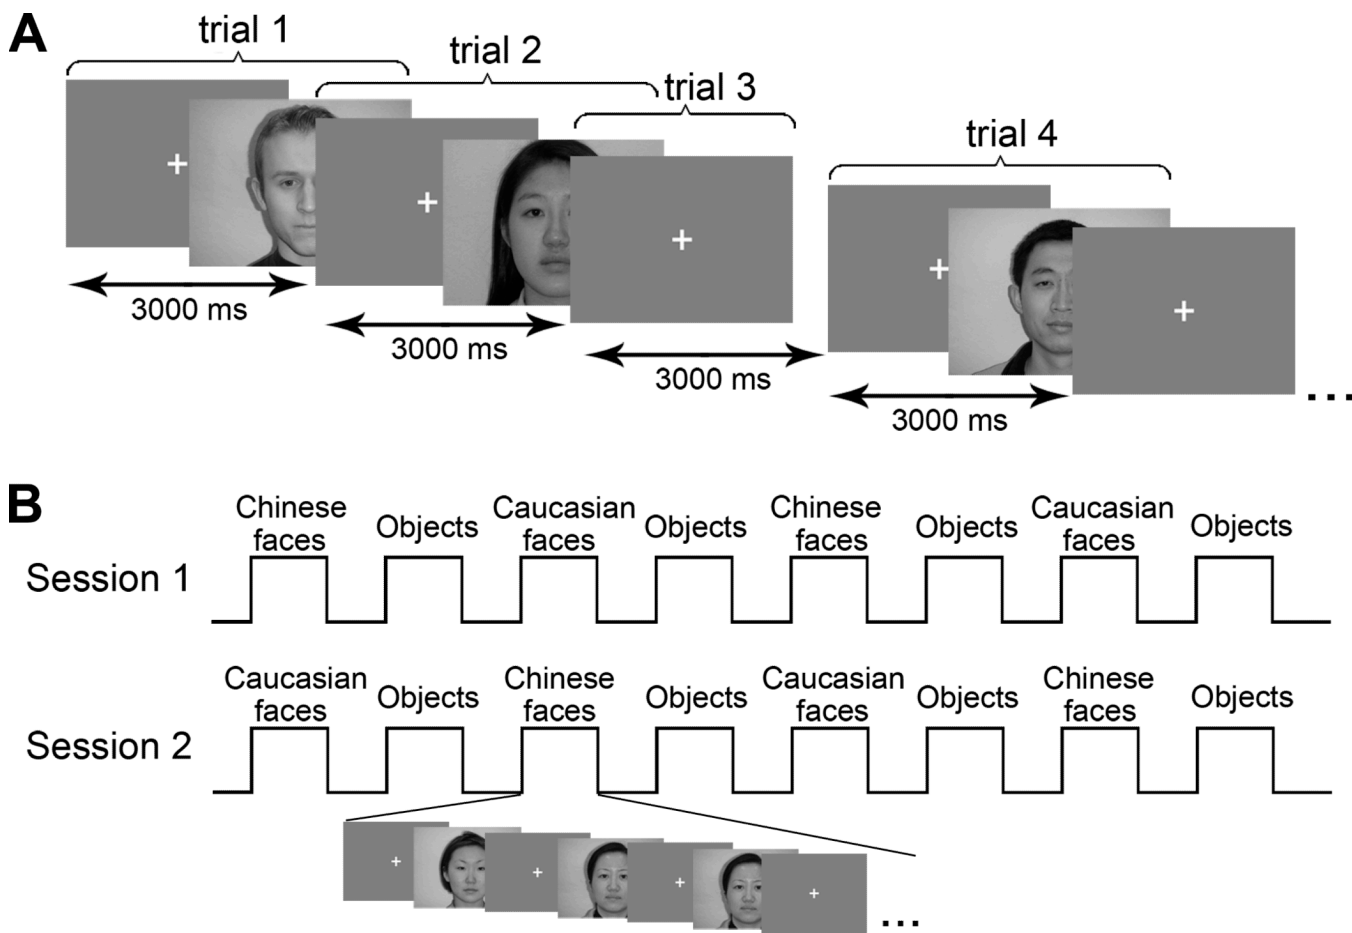 A
trial 1
trial 2
trial 3
trial 4
3000 ms
3000 ms
3000 ms
3000 ms
...
B
Chinese faces
Objects
Caucasian faces
Objects
Chinese faces
Objects
Caucasian faces
Objects
Session 1
Caucasian faces
Objects
Chinese faces
Objects
Caucasian faces
Objects
Chinese faces
Objects
Session 2
...